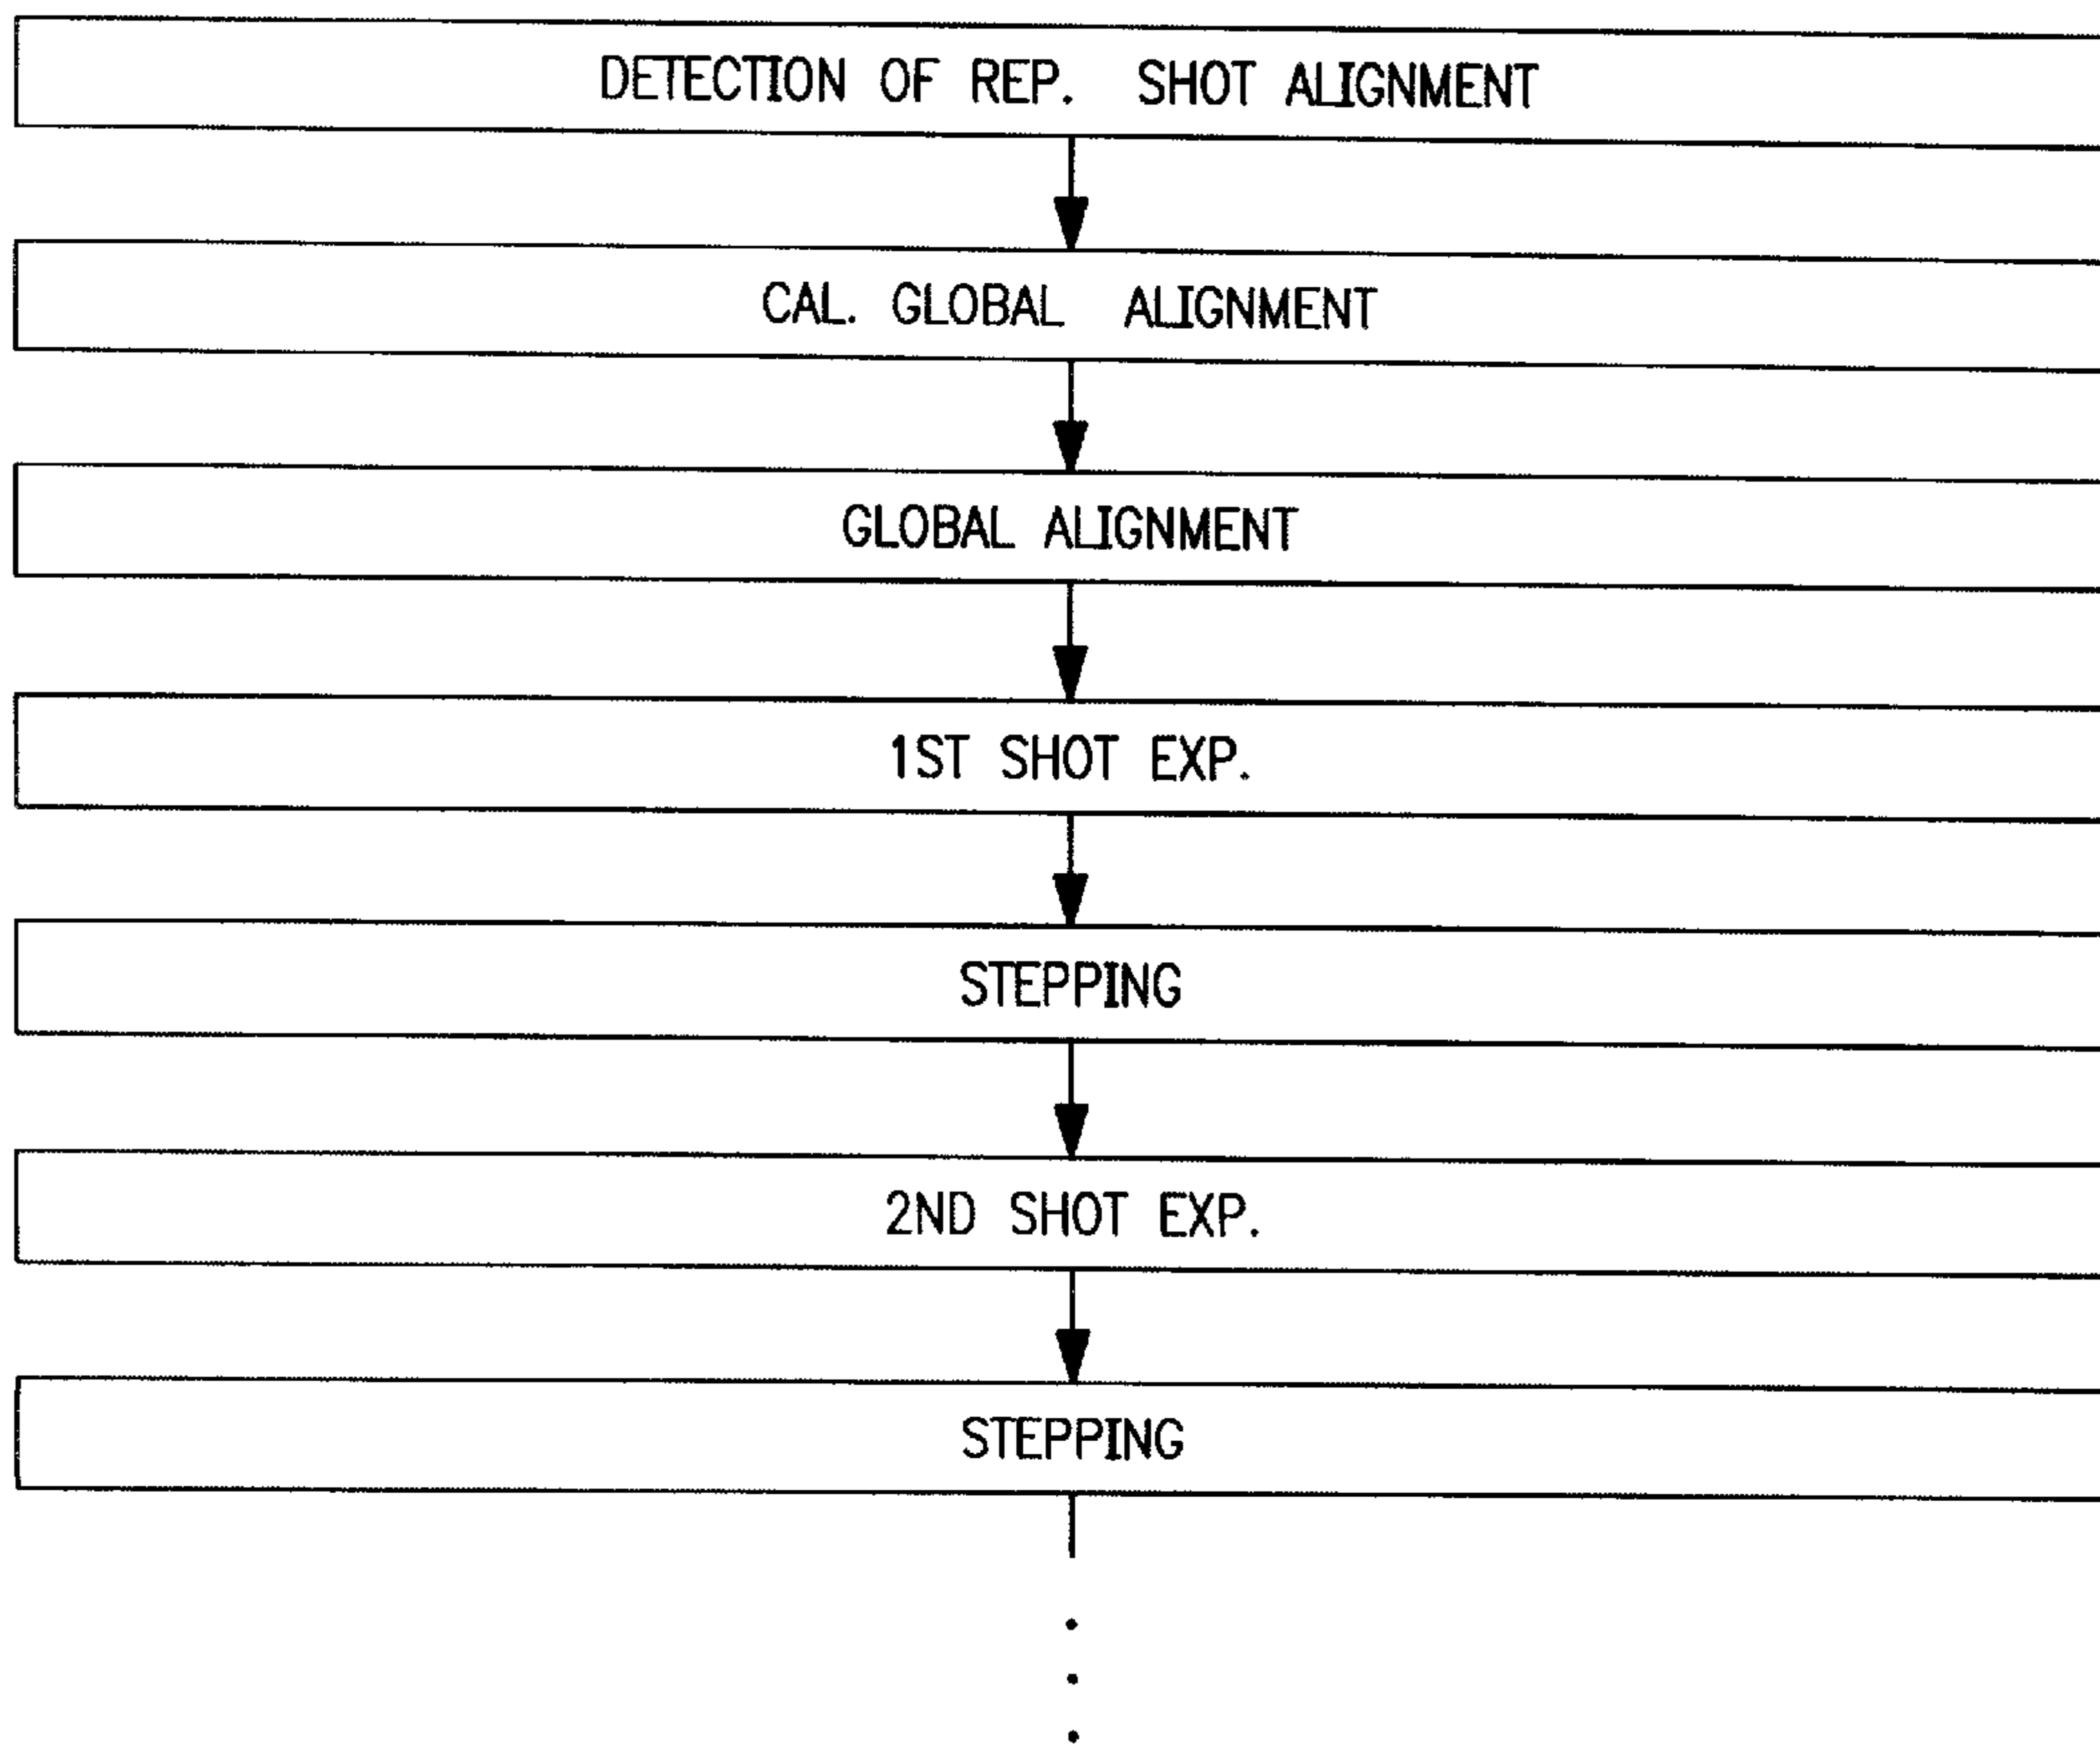 DETECTION OF REP. SHOT ALIGNMENT
CAL. GLOBAL ALIGNMENT
GLOBAL ALIGNMENT
1ST SHOT EXP.
STEPPING
2ND SHOT EXP.
STEPPING